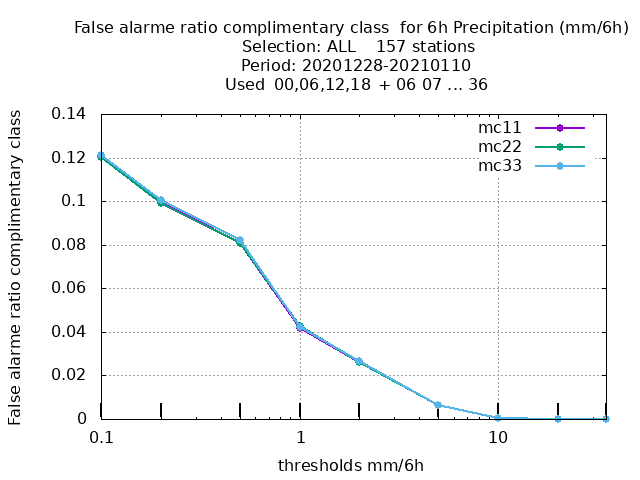 False alarme ratio complimentary class  for 6h Precipitation (mm/6h)
Selection: ALL    157 stations
Period: 20201228-20210110
Used  00,06,12,18  + 06 07 ... 36
False alarme ratio complimentary class
0.14
0.12
0.1
0.08
0.06
0.04
0.02
0
mc11
mc22
mc33
0.1
1
10
thresholds mm/6h